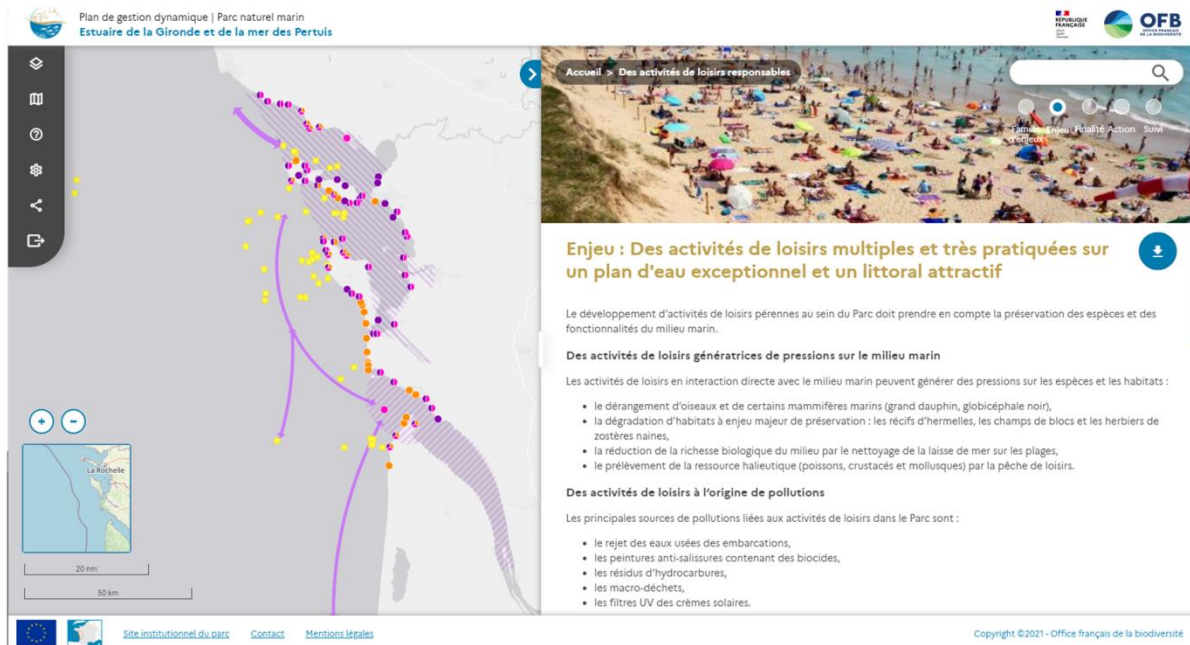 Plan de gestion dynamique | Parc naturel marin
Estuaire de la Gironde et de la mer des Pertuis
RÉPUBLIQUE
FRANÇAISE
OFB
OFFICE FRANÇAIS
DE LA BIODIVERSITÉ
Accueil > Des activités de loisirs responsables
Famille d'enjeux
Enjeu
Finalité
Action
Suivi
Enjeu : Des activités de loisirs multiples et très pratiquées sur
un plan d'eau exceptionnel et un littoral attractif
Le développement d'activités de loisirs pérennes au sein du Parc doit prendre en compte la préservation des espèces et des
fonctionnalités du milieu marin.
Des activités de loisirs génératrices de pressions sur le milieu marin
Les activités de loisirs en interaction directe avec le milieu marin peuvent générer des pressions sur les espèces et les habitats :
• le dérangement d'oiseaux et de certains mammifères marins (grand dauphin, globicéphale noir),
• la dégradation d'habitats à enjeu majeur de préservation : les récifs d'hermelles, les champs de blocs et les herbiers de
zostères naines,
• la réduction de la richesse biologique du milieu par le nettoyage de la laisse de mer sur les plages,
• le prélèvement de la ressource halieutique (poissons, crustacés et mollusques) par la pêche de loisirs.
Des activités de loisirs à l'origine de pollutions
Les principales sources de pollutions liées aux activités de loisirs dans le Parc sont :
• le rejet des eaux usées des embarcations,
• les peintures anti-salissures contenant des biocides,
• les résidus d'hydrocarbures,
• les macro-déchets,
• les filtres UV des crèmes solaires.
La Rochelle
20 nm
50 km
Site institutionnel du parc
Contact
Mentions légales
Copyright ©2021 - Office français de la biodiversité